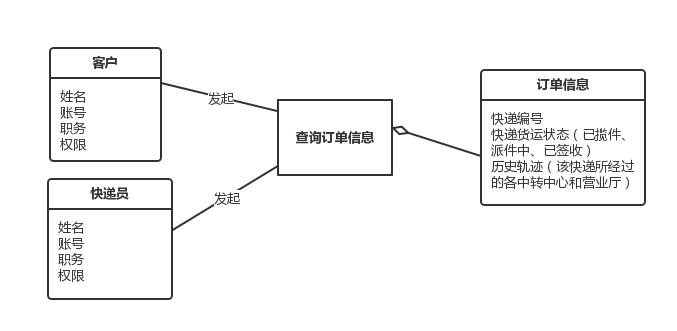 客户
姓名
账号
职务
权限
发起
查询订单信息
订单信息
快递编号
快递货运状态（已揽件、
派件中、已签收）
历史轨迹（该快递所经过
的各中转中心和营业厅）
快递员
姓名
账号
职务
权限
发起